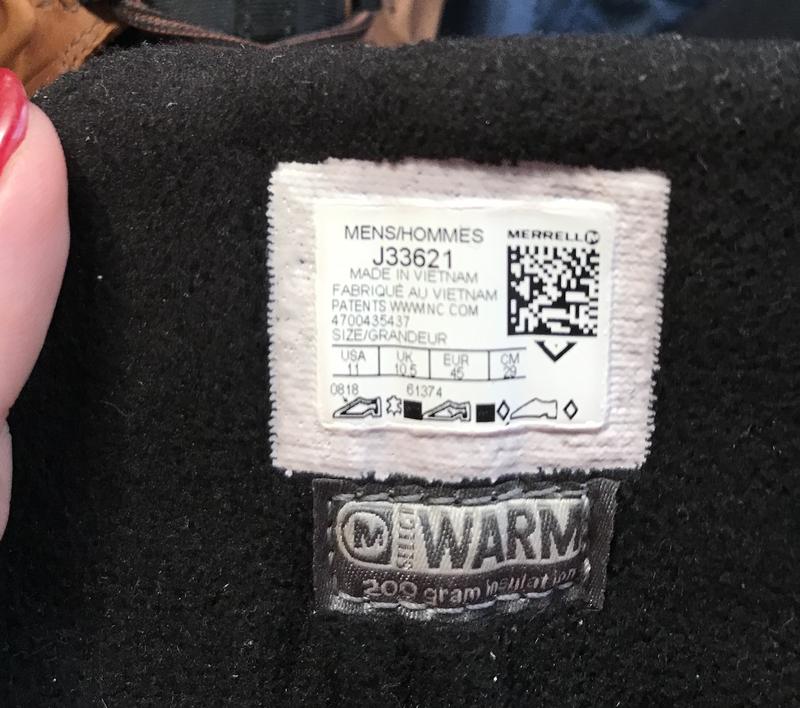 MENS/HOMMES
J33621
MADE IN VIETNAM
FABRIQUÉ AU VIETNAM
PATENTS WWWINC COM
4700435437
SIZE/GRANDEUR
USA UK EUR CM
11 10.5 45 29
0818 61374
MERRELL
M SELECT WARM
200 gram insulation